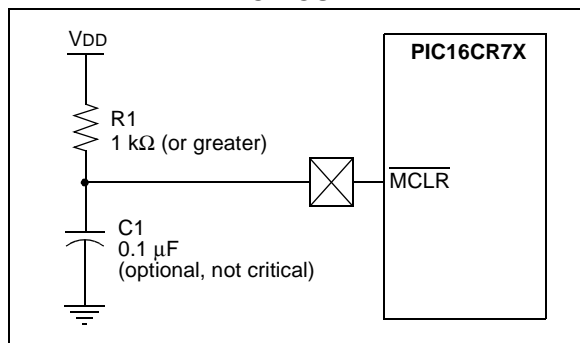 VDD
PIC16CR7X
R1
1 kΩ (or greater)
MCLR
C1
0.1 μF
(optional, not critical)